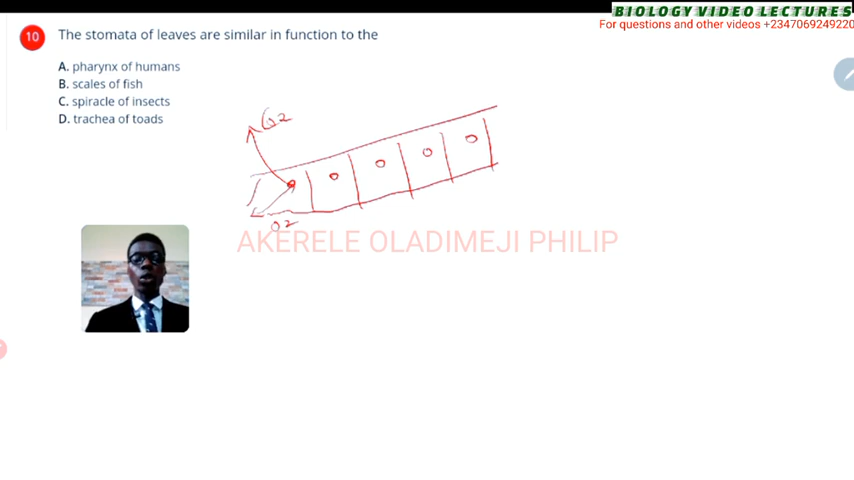 BIOLOGY VIDEO LECTURES
For questions and other videos +2347069249220
10 The stomata of leaves are similar in function to the
A. pharynx of humans
B. scales of fish
C. spiracle of insects
D. trachea of toads
O2
AKERELE OLADIMEJI PHILIP